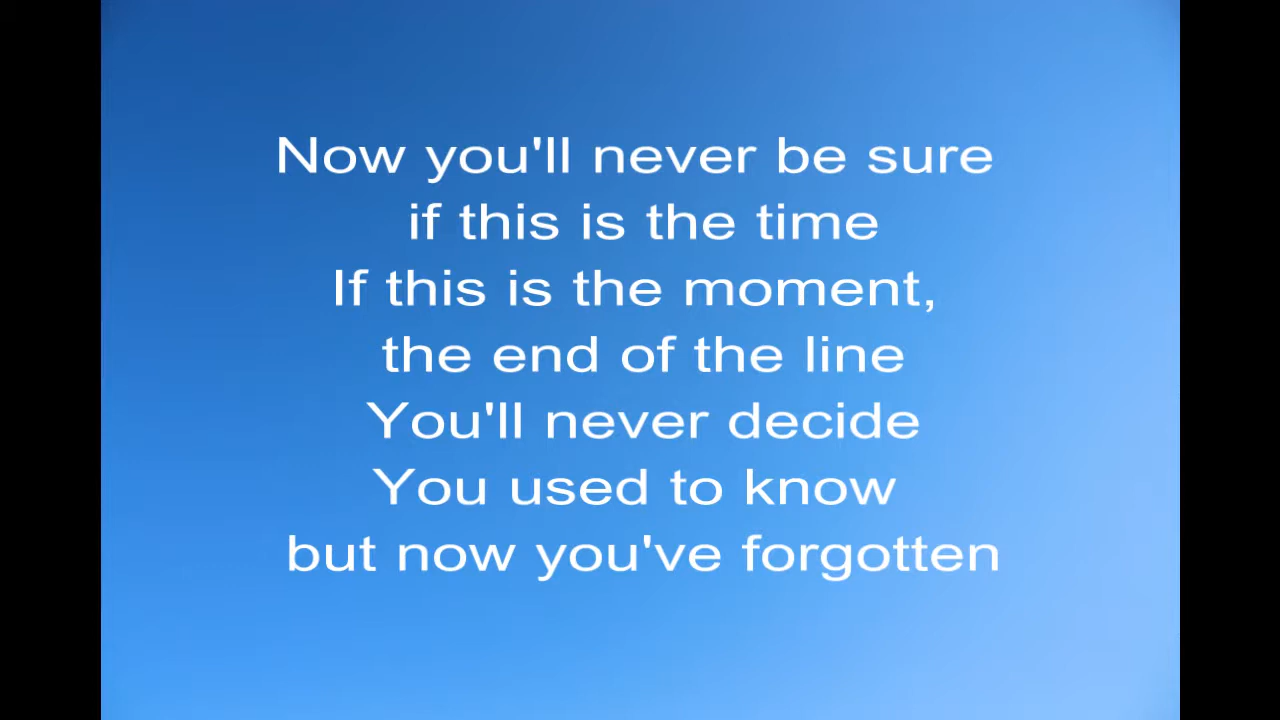 Now you'll never be sure
if this is the time
If this is the moment,
the end of the line
You'll never decide
You used to know
but now you've forgotten